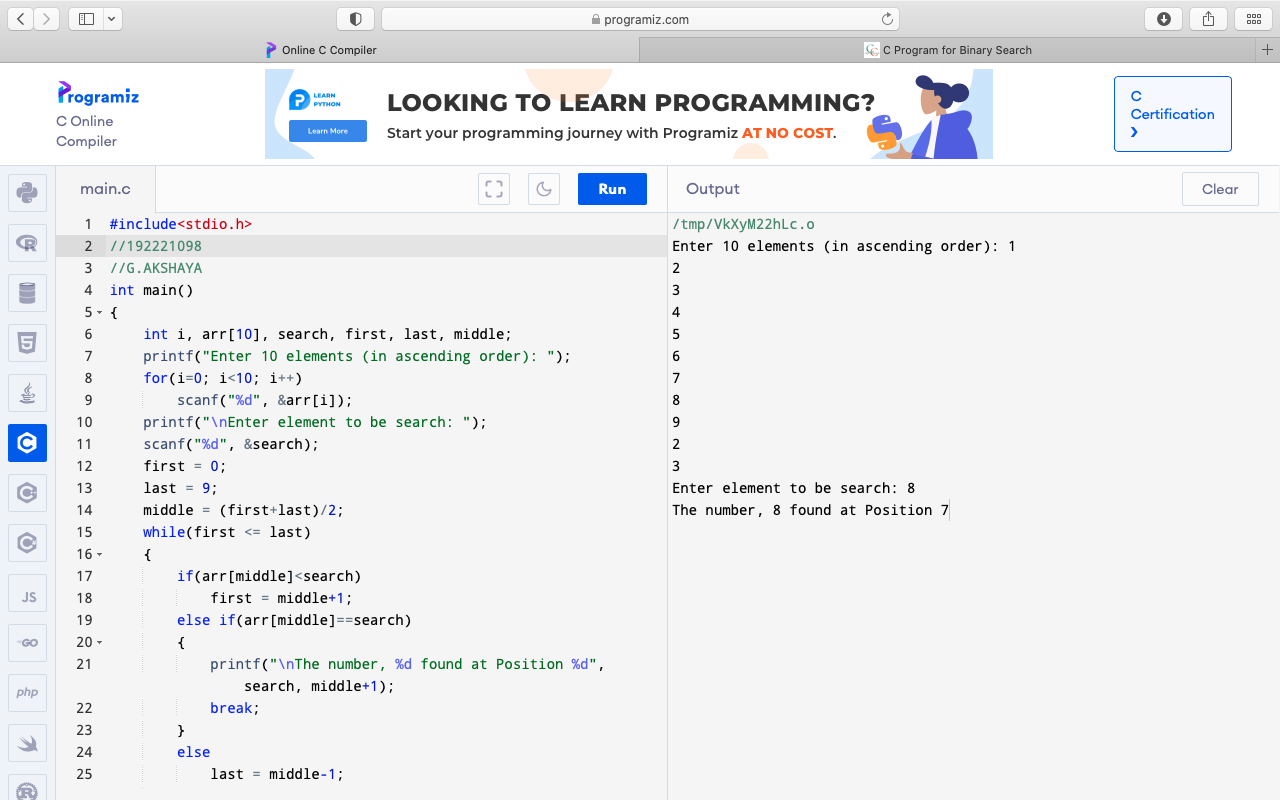 programiz.com
Online C Compiler
C Program for Binary Search
Programiz
C Online
Compiler
LEARN
PYTHON
Learn More
LOOKING TO LEARN PROGRAMMING?
Start your programming journey with Programiz AT NO COST.
C
Certification
main.c
Run
Output
Clear
1 #include<stdio.h>
2 //192221098
3 //G.AKSHAYA
4 int main()
5 {
6 int i, arr[10], search, first, last, middle;
7 printf("Enter 10 elements (in ascending order): ");
8 for(i=0; i<10; i++)
9 scanf("%d", &arr[i]);
10 printf("\nEnter element to be search: ");
11 scanf("%d", &search);
12 first = 0;
13 last = 9;
14 middle = (first+last)/2;
15 while(first <= last)
16 {
17 if(arr[middle]<search)
18 first = middle+1;
19 else if(arr[middle]==search)
20 {
21 printf("\nThe number, %d found at Position %d",
search, middle+1);
22 break;
23 }
24 else
25 last = middle-1;
/tmp/VkXyM22hLc.o
Enter 10 elements (in ascending order): 1
2
3
4
5
6
7
8
9
2
3
Enter element to be search: 8
The number, 8 found at Position 7
R
5
C
C
C
JS
GO
php
R